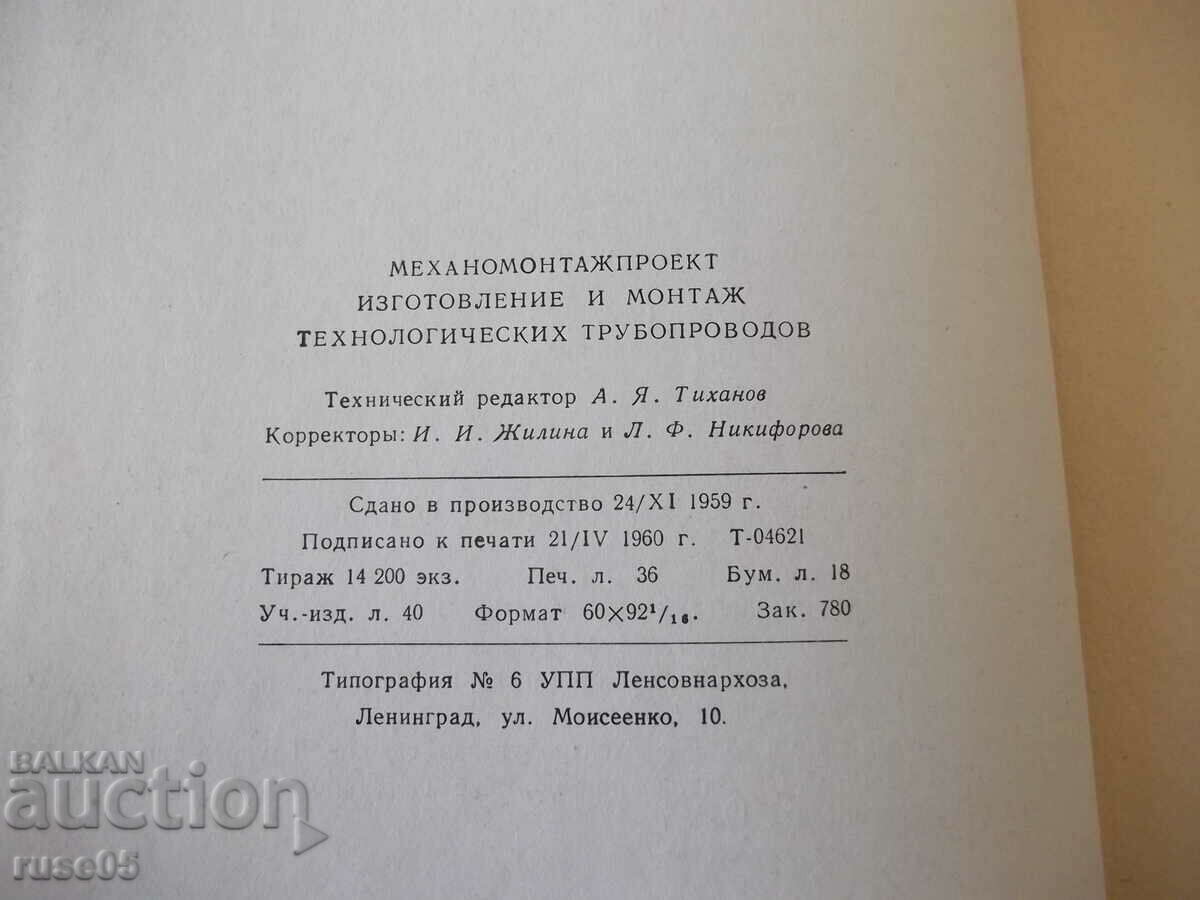 МЕХАНОМОНТАЖПРОЕКТ
ИЗГОТОВЛЕНИЕ И МОНТАЖ
ТЕХНОЛОГИЧЕСКИХ ТРУБОПРОВОДОВ
Технический редактор А. Я. Тиханов
Корректоры: И. И. Жилина и Л. Ф. Никифорова
Сдано в производство 24/XI 1959 г.
Подписано к печати 21/IV 1960 г. Т-04621
Тираж 14 200 экз. Печ. л. 36 Бум. л. 18
Уч.-изд. л. 40 Формат 60×92¹/₁₆. Зак. 780
Типография № 6 УПП Ленсовнархоза,
Ленинград, ул. Моисеенко, 10.
BALKAN
auction
ruse05